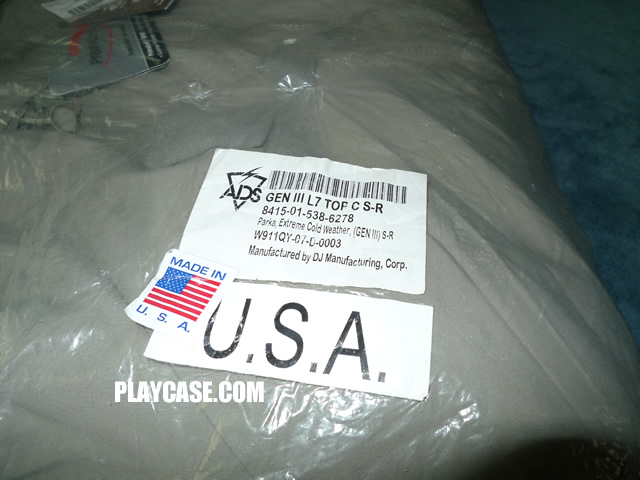 ADS
GEN III L7 TOP C S-R
8415-01-538-6278
Parka, Extreme Cold Weather, (GEN III) S-R
W911QY-07-D-0003
Manufactured by DJ Manufacturing, Corp.
MADE IN
U. S. A.
U.S.A.
PLAYCASE.COM